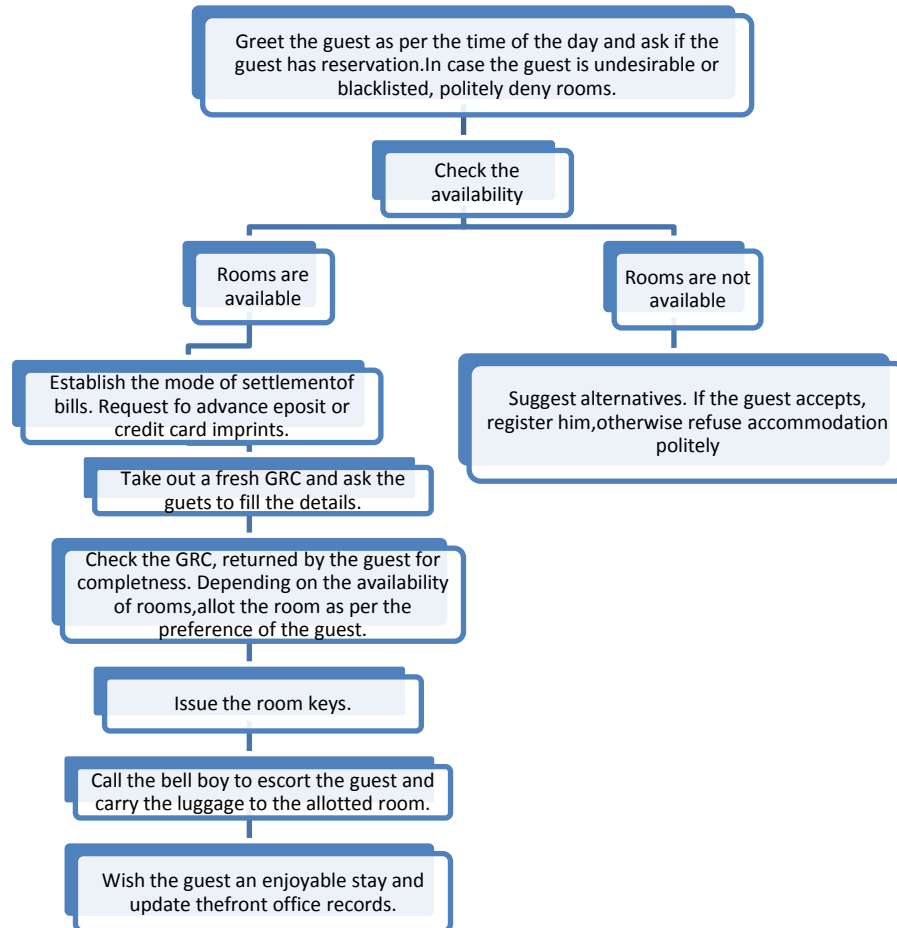 Greet the guest as per the time of the day and ask if the
guest has reservation.In case the guest is undesirable or
blacklisted, politely deny rooms.
Check the
availability
Rooms are
available
Rooms are not
available
Establish the mode of settlementof
bills. Request fo advance eposit or
credit card imprints.
Suggest alternatives. If the guest accepts,
register him,otherwise refuse accommodation
politely
Take out a fresh GRC and ask the
guets to fill the details.
Check the GRC, returned by the guest for
completness. Depending on the availability
of rooms,allot the room as per the
preference of the guest.
Issue the room keys.
Call the bell boy to escort the guest and
carry the luggage to the allotted room.
Wish the guest an enjoyable stay and
update thefront office records.